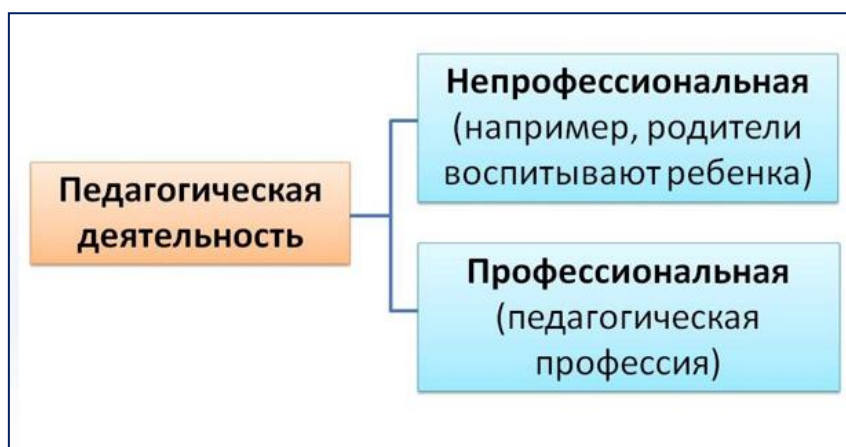 Педагогическая
деятельность
Непрофессиональная
(например, родители
воспитывают ребенка)
Профессиональная
(педагогическая
профессия)